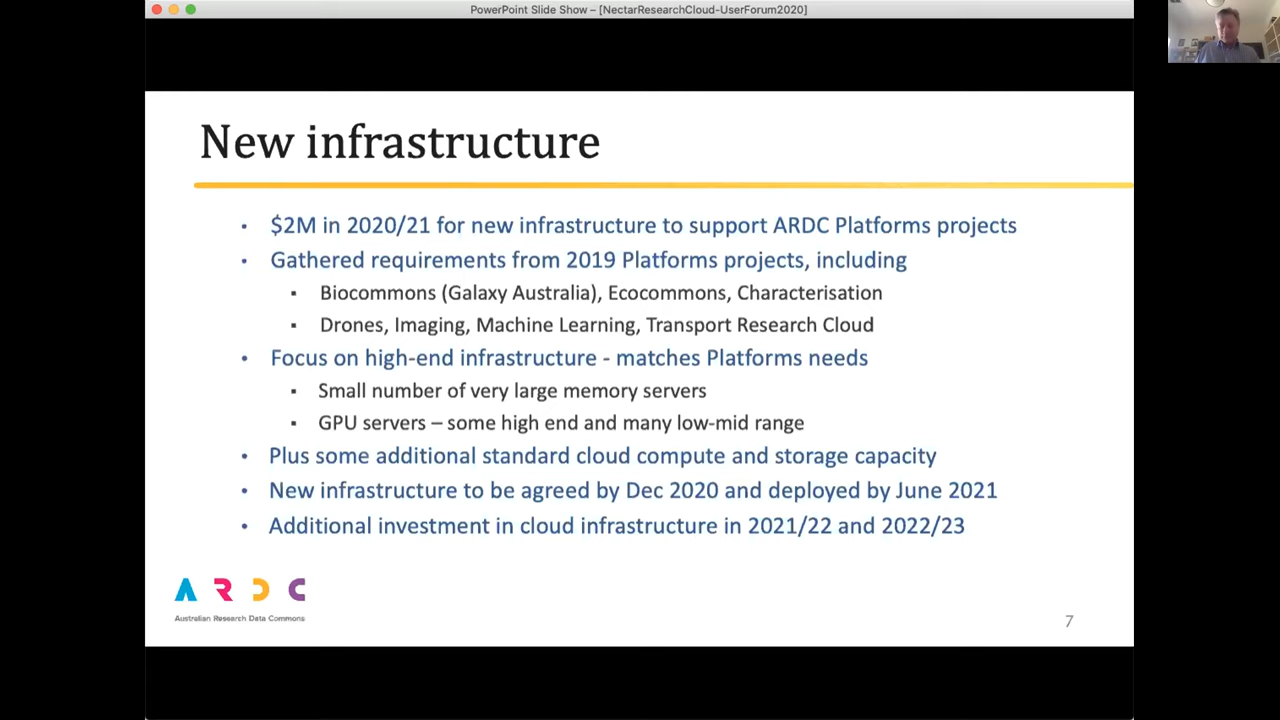 PowerPoint Slide Show – [NectarResearchCloud-UserForum2020]
New infrastructure
• $2M in 2020/21 for new infrastructure to support ARDC Platforms projects
• Gathered requirements from 2019 Platforms projects, including
▪ Biocommons (Galaxy Australia), Ecocommons, Characterisation
▪ Drones, Imaging, Machine Learning, Transport Research Cloud
• Focus on high-end infrastructure - matches Platforms needs
▪ Small number of very large memory servers
▪ GPU servers – some high end and many low-mid range
• Plus some additional standard cloud compute and storage capacity
• New infrastructure to be agreed by Dec 2020 and deployed by June 2021
• Additional investment in cloud infrastructure in 2021/22 and 2022/23
ARDC
Australian Research Data Commons
7